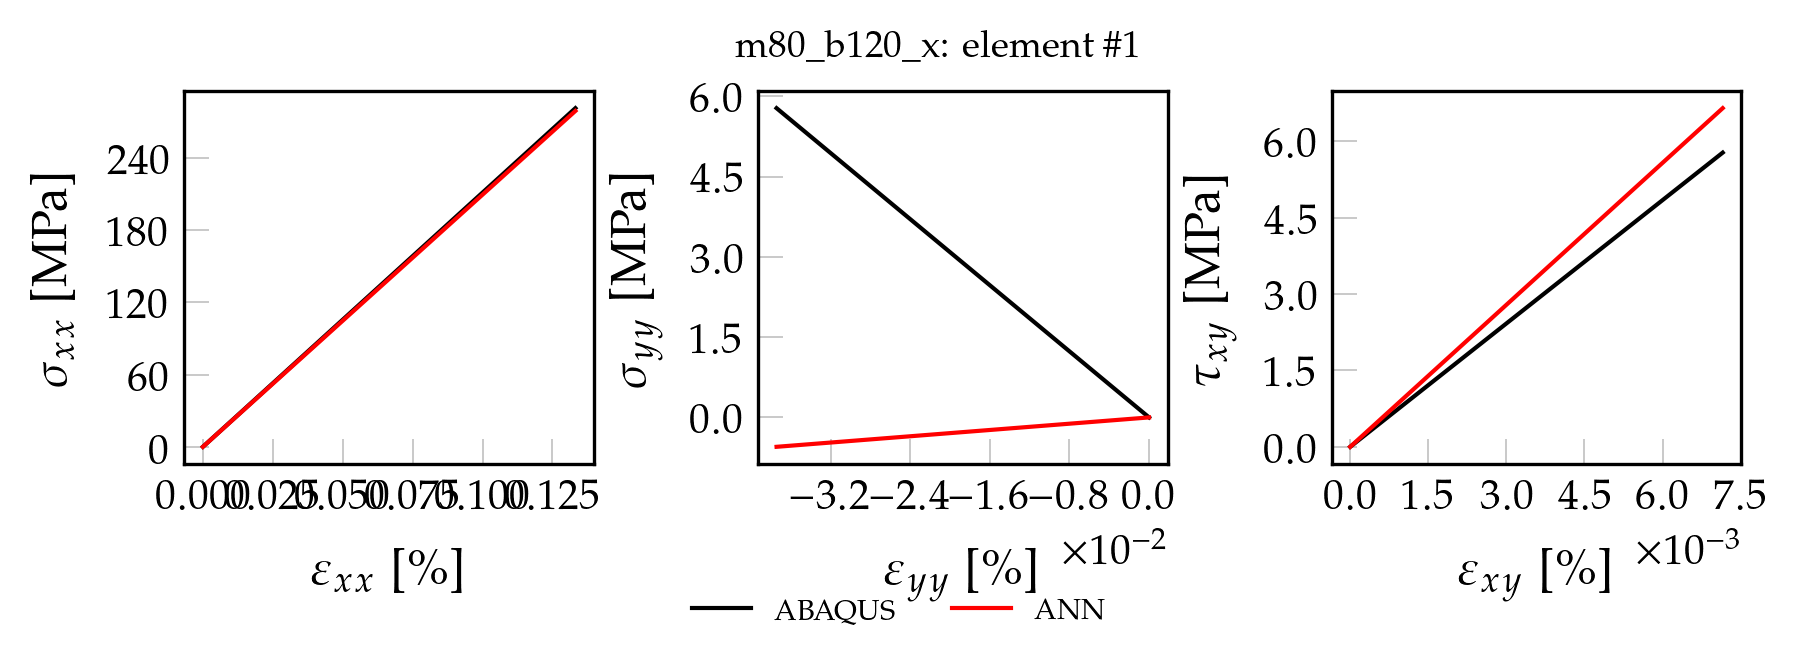 m80_b120_x: element #1
σxx [MPa]
240
180
120
60
0
0.000 0.025 0.050 0.075 0.100 0.125
εxx [%]
σyy [MPa]
6.0
4.5
3.0
1.5
0.0
−3.2 −2.4 −1.6 −0.8 0.0
×10⁻²
εyy [%]
τxy [MPa]
6.0
4.5
3.0
1.5
0.0
0.0 1.5 3.0 4.5 6.0 7.5
×10⁻³
εxy [%]
ABAQUS ANN